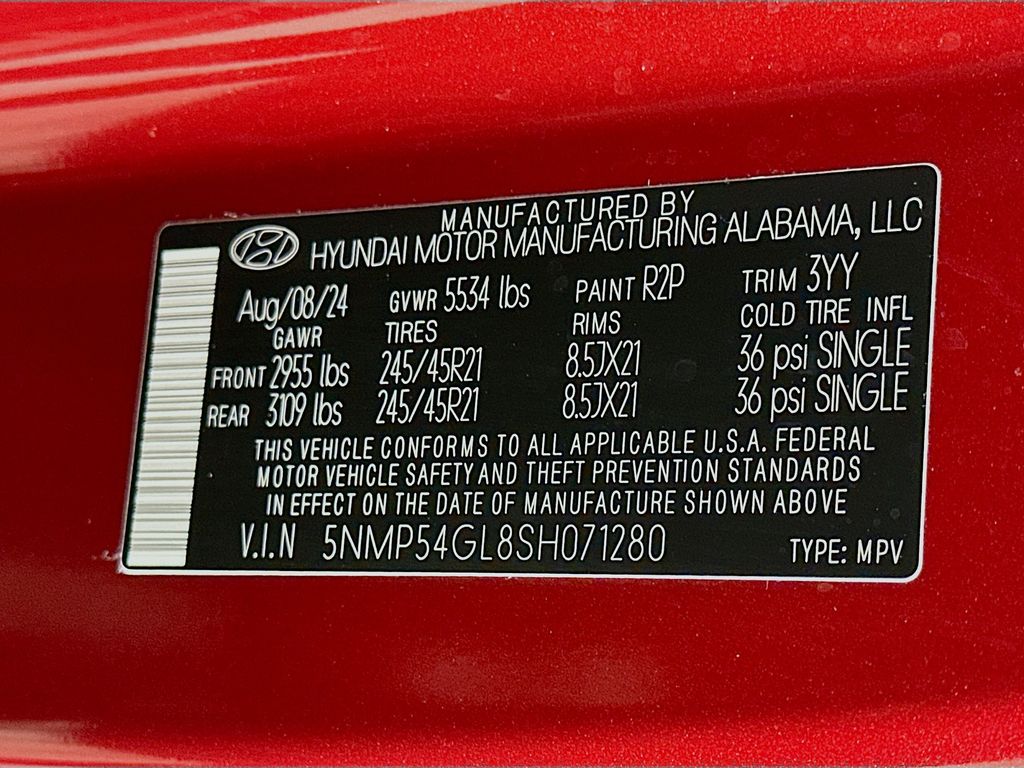 MANUFACTURED BY
HYUNDAI MOTOR MANUFACTURING ALABAMA, LLC
Aug/08/24 GVWR 5534 lbs PAINT R2P TRIM 3YY
GAWR TIRES RIMS COLD TIRE INFL
FRONT 2955 lbs 245/45R21 8.5JX21 36 psi SINGLE
REAR 3109 lbs 245/45R21 8.5JX21 36 psi SINGLE
THIS VEHICLE CONFORMS TO ALL APPLICABLE U.S.A. FEDERAL
MOTOR VEHICLE SAFETY AND THEFT PREVENTION STANDARDS
IN EFFECT ON THE DATE OF MANUFACTURE SHOWN ABOVE
V.I.N 5NMP54GL8SH071280 TYPE: MPV